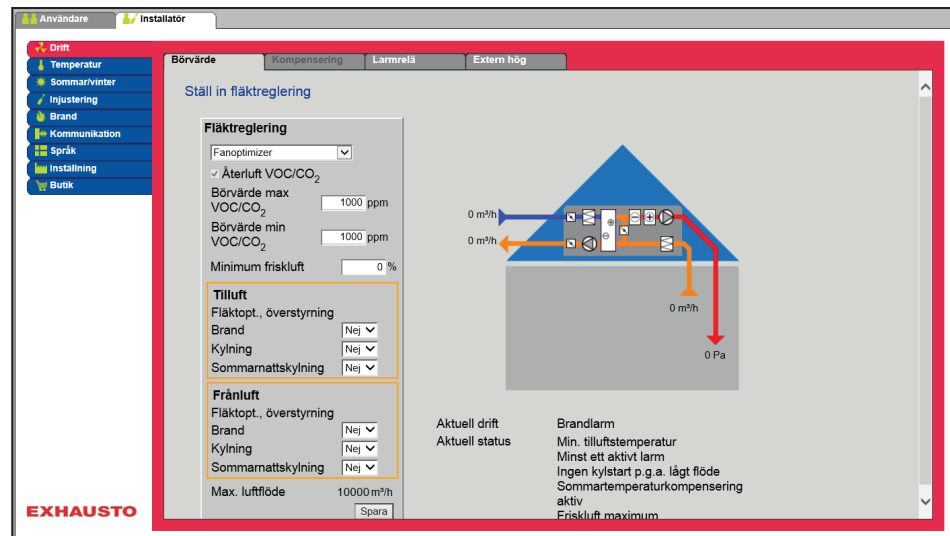 Användare
Installatör
Drift
Temperatur
Sommar/vinter
Injustering
Brand
Kommunikation
Språk
Inställning
Butik
Börvärde
Kompensering
Larmrelä
Extern hög
Ställ in fläktreglering
Fläktreglering
Fanoptimizer
Återluft VOC/CO2
Börvärde max
VOC/CO2 1000 ppm
Börvärde min
VOC/CO2 1000 ppm
Minimum friskluft 0 %
Tilluft
Fläktopt., överstyrning
Brand Nej
Kylning Nej
Sommarnattskylning Nej
Frånluft
Fläktopt., överstyrning
Brand Nej
Kylning Nej
Sommarnattskylning Nej
Max. luftflöde 10000 m³/h
Spara
0 m³/h
0 m³/h
0 m³/h
0 Pa
Aktuell drift Brandlarm
Aktuell status Min. tilluftstemperatur
Minst ett aktivt larm
Ingen kylstart p.g.a. lågt flöde
Sommartemperaturkompensering
aktiv
Friskluft maximum
EXHAUSTO